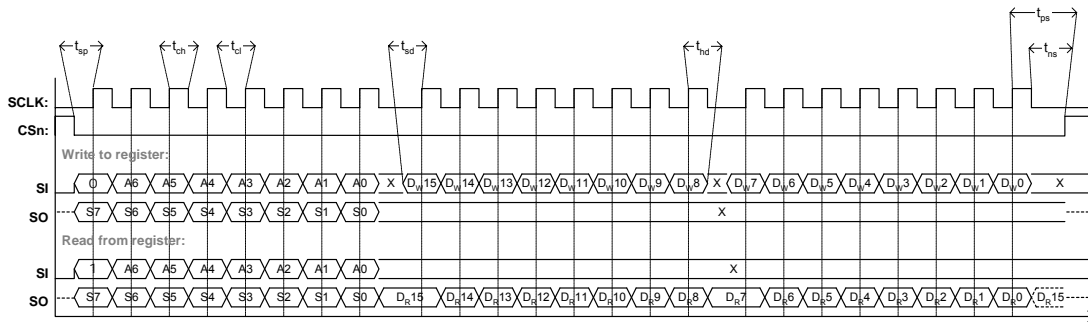 tps
tsp tch tcl tsd thd tns
SCLK:
CSn:
Write to register:
SI 0 A6 A5 A4 A3 A2 A1 A0 X DW15 DW14 DW13 DW12 DW11 DW10 DW9 DW8 X DW7 DW6 DW5 DW4 DW3 DW2 DW1 DW0 X
SO S7 S6 S5 S4 S3 S2 S1 S0 X
Read from register:
SI 1 A6 A5 A4 A3 A2 A1 A0 X
SO S7 S6 S5 S4 S3 S2 S1 S0 DR15 DR14 DR13 DR12 DR11 DR10 DR9 DR8 DR7 DR6 DR5 DR4 DR3 DR2 DR1 DR0 DR15